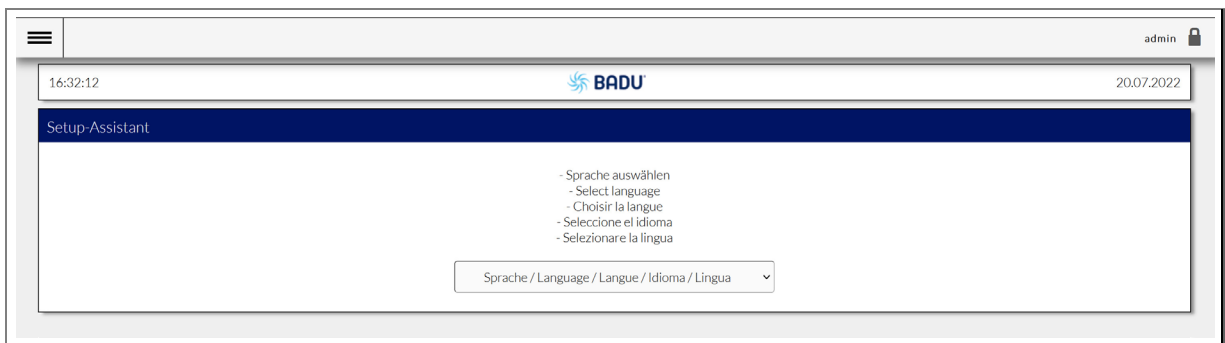 admin
16:32:12
BADU
20.07.2022
Setup-Assistant
- Sprache auswählen
- Select language
- Choisir la langue
- Seleccione el idioma
- Selezionare la lingua
Sprache / Language / Langue / Idioma / Lingua